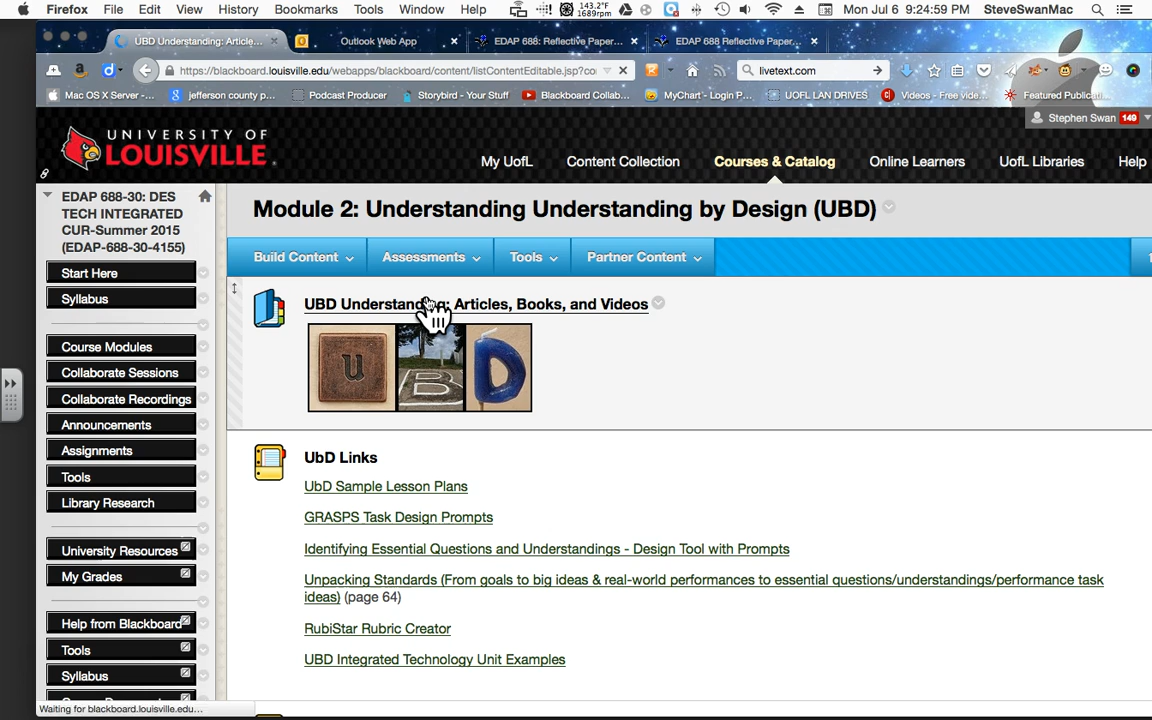 Firefox File Edit View History Bookmarks Tools Window Help 143.2°F 1689rpm Mon Jul 6 9:24:59 PM SteveSwanMac
UBD Understanding: Article... Outlook Web App EDAP 688: Reflective Paper... EDAP 688 Reflective Paper...
https://blackboard.louisville.edu/webapps/blackboard/content/listContentEditable.jsp?co livetext.com
Mac OS X Server -... jefferson county p... Podcast Producer Storybird - Your Stuff Blackboard Collab... MyChart - Login P... UOFL LAN DRIVES Videos - Free vide... Featured Publicati...
Stephen Swan 149
UNIVERSITY OF
LOUISVILLE
My UofL Content Collection Courses & Catalog Online Learners UofL Libraries Help
EDAP 688-30: DES
TECH INTEGRATED
CUR-Summer 2015
(EDAP-688-30-4155)
Start Here
Syllabus
Course Modules
Collaborate Sessions
Collaborate Recordings
Announcements
Assignments
Tools
Library Research
University Resources
My Grades
Help from Blackboard
Tools
Syllabus
Module 2: Understanding Understanding by Design (UBD)
Build Content Assessments Tools Partner Content
UBD Understanding: Articles, Books, and Videos
U B D
UbD Links
UbD Sample Lesson Plans
GRASPS Task Design Prompts
Identifying Essential Questions and Understandings - Design Tool with Prompts
Unpacking Standards (From goals to big ideas & real-world performances to essential questions/understandings/performance task
ideas) (page 64)
RubiStar Rubric Creator
UBD Integrated Technology Unit Examples
Waiting for blackboard.louisville.edu...